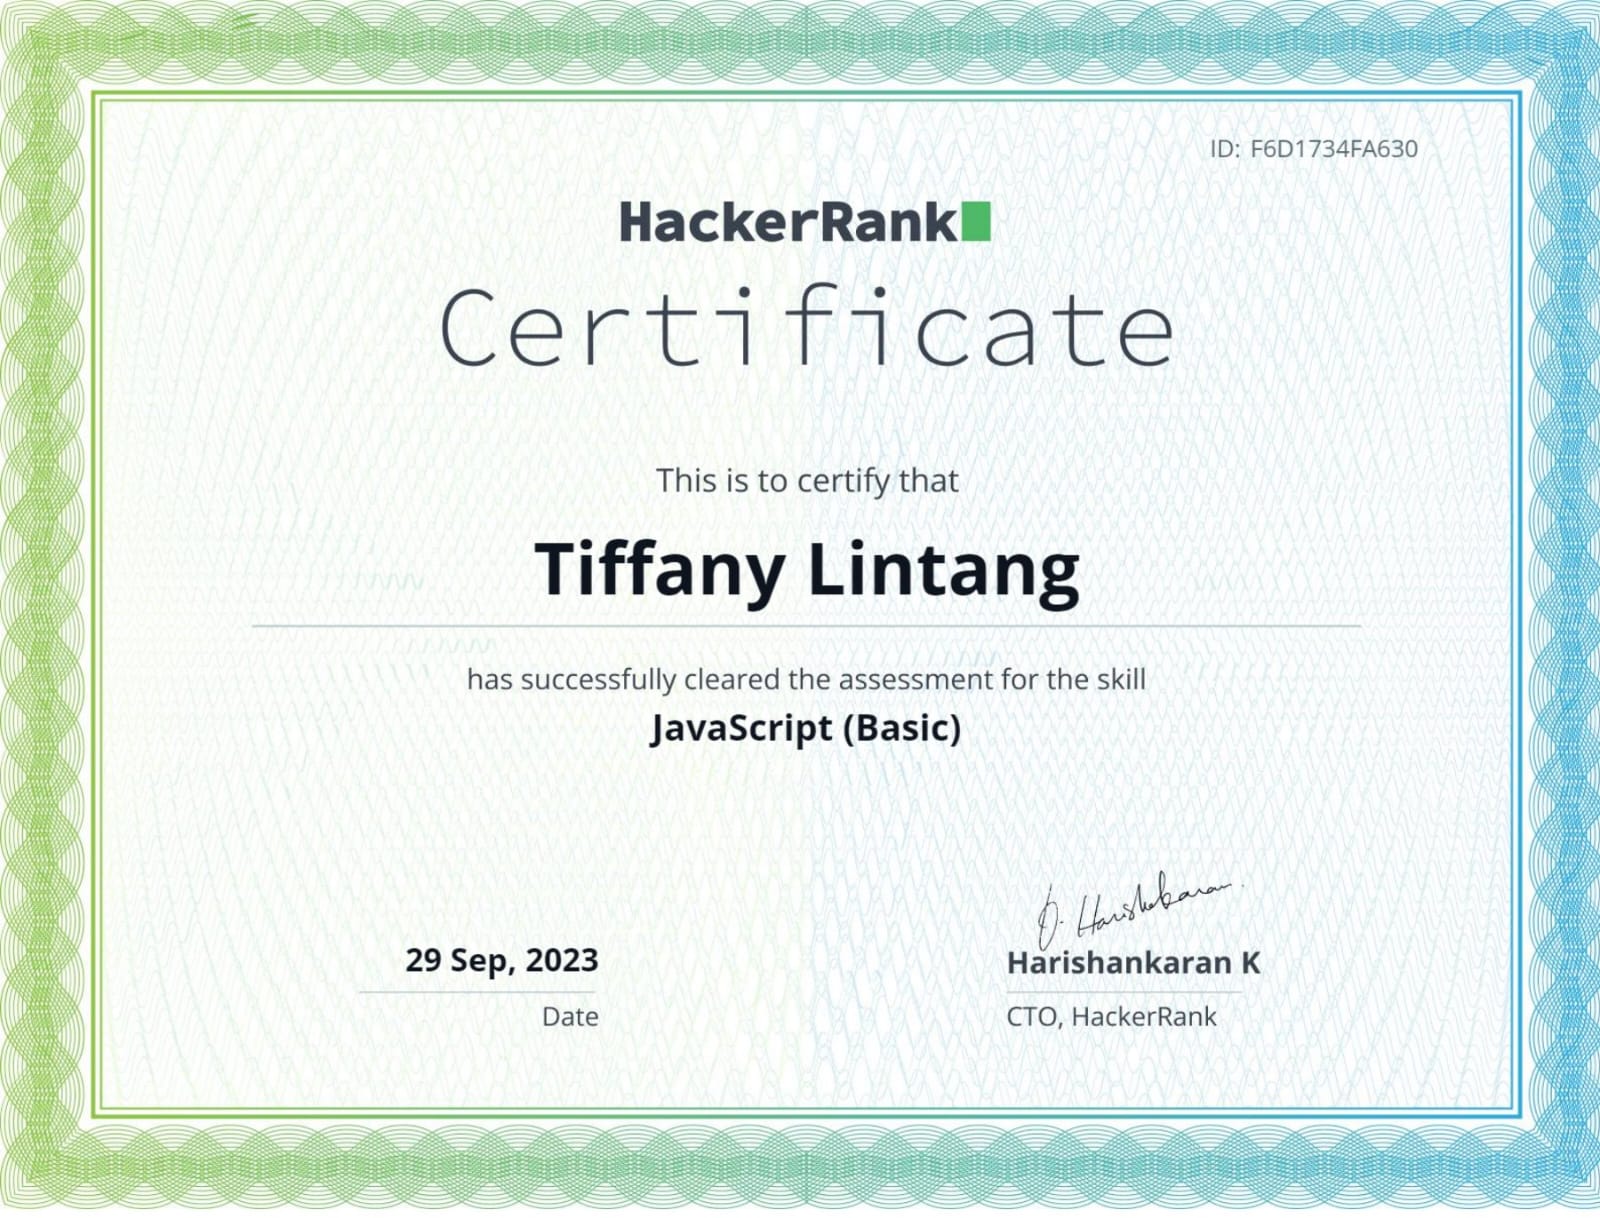 ID: F6D1734FA630
HackerRank
Certificate
This is to certify that
Tiffany Lintang
has successfully cleared the assessment for the skill
JavaScript (Basic)
29 Sep, 2023
Date
D. Harishankaran
Harishankaran K
CTO, HackerRank